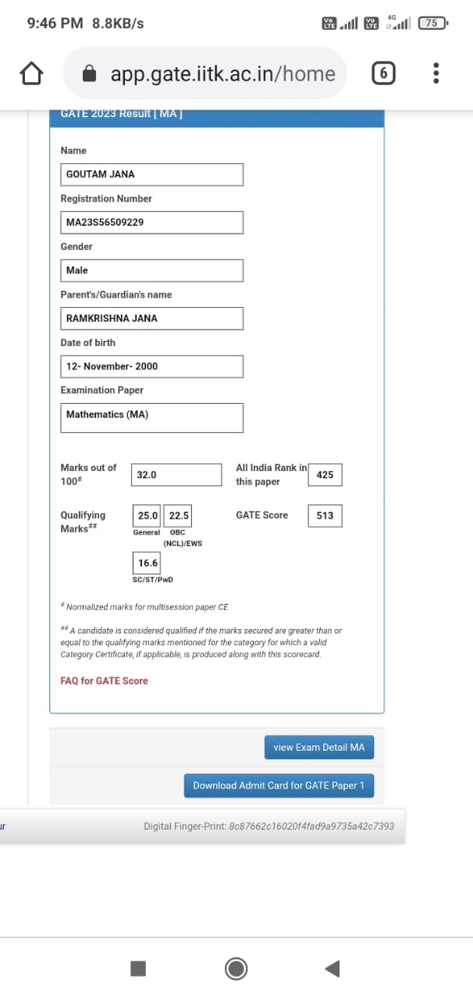 9:46 PM 8.8KB/s
Vo LTE Vo LTE 4G 75
app.gate.iitk.ac.in/home 6
GATE 2023 Result [ MA ]
Name
GOUTAM JANA
Registration Number
MA23S56509229
Gender
Male
Parent's/Guardian's name
RAMKRISHNA JANA
Date of birth
12- November- 2000
Examination Paper
Mathematics (MA)
Marks out of
100#
32.0
All India Rank in
this paper
425
Qualifying
Marks##
25.0 22.5
General OBC
(NCL)/EWS
16.6
SC/ST/PwD
GATE Score
513
# Normalized marks for multisession paper CE
## A candidate is considered qualified if the marks secured are greater than or
equal to the qualifying marks mentioned for the category for which a valid
Category Certificate, if applicable, is produced along with this scorecard.
FAQ for GATE Score
view Exam Detail MA
Download Admit Card for GATE Paper 1
ur
Digital Finger-Print: 8c87662c16020f4fad9a9735a42c7393